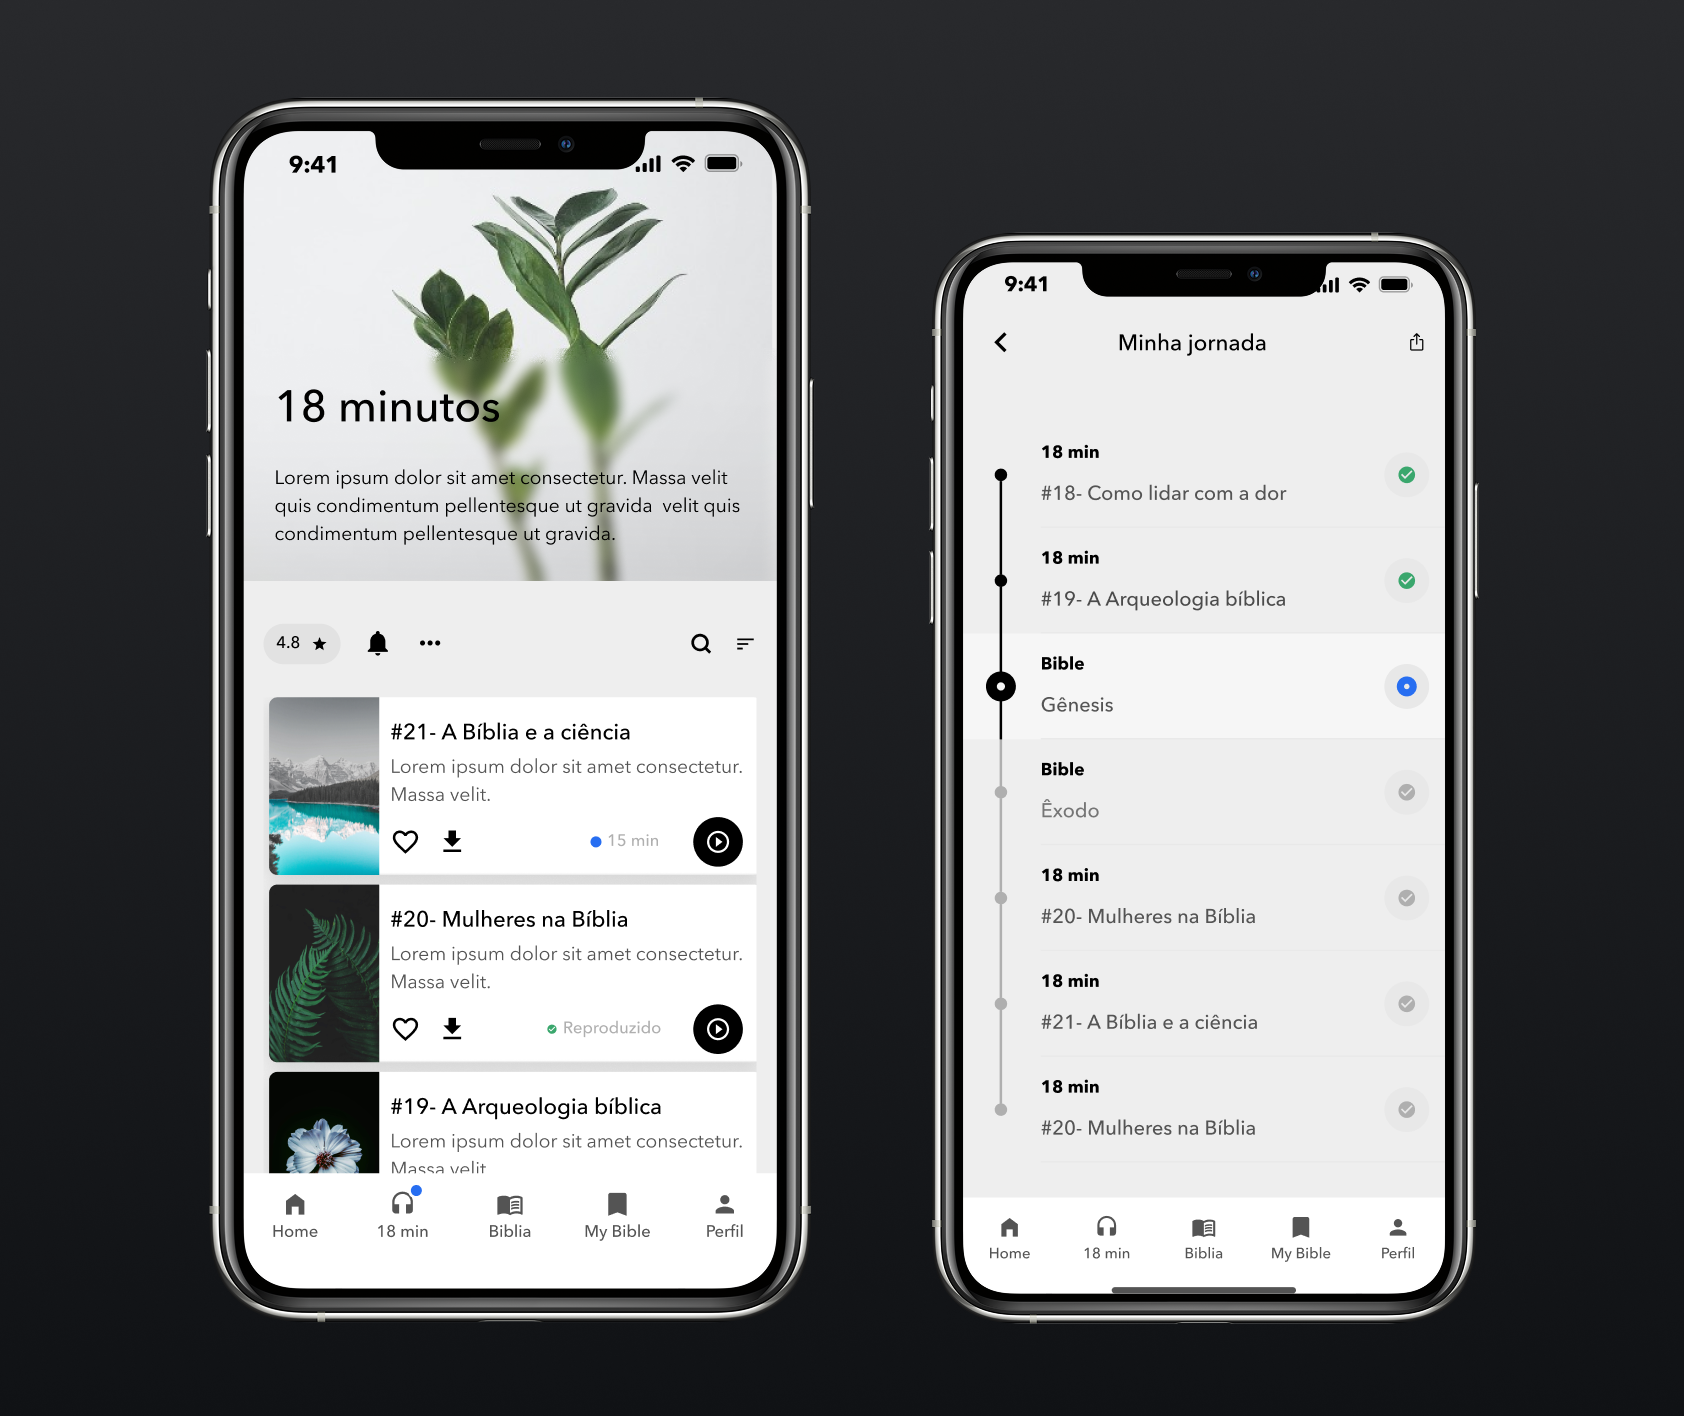 9:41
18 minutos
Lorem ipsum dolor sit amet consectetur. Massa velit
quis condimentum pellentesque ut gravida velit quis
condimentum pellentesque ut gravida.
4.8
#21- A Bíblia e a ciência
Lorem ipsum dolor sit amet consectetur.
Massa velit.
15 min
#20- Mulheres na Bíblia
Lorem ipsum dolor sit amet consectetur.
Massa velit.
Reproduzido
#19- A Arqueologia bíblica
Lorem ipsum dolor sit amet consectetur.
Massa velit
Home
18 min
Biblia
My Bible
Perfil
9:41
Minha jornada
18 min
#18- Como lidar com a dor
18 min
#19- A Arqueologia bíblica
Bible
Gênesis
Bible
Êxodo
18 min
#20- Mulheres na Bíblia
18 min
#21- A Bíblia e a ciência
18 min
#20- Mulheres na Bíblia
Home
18 min
Biblia
My Bible
Perfil